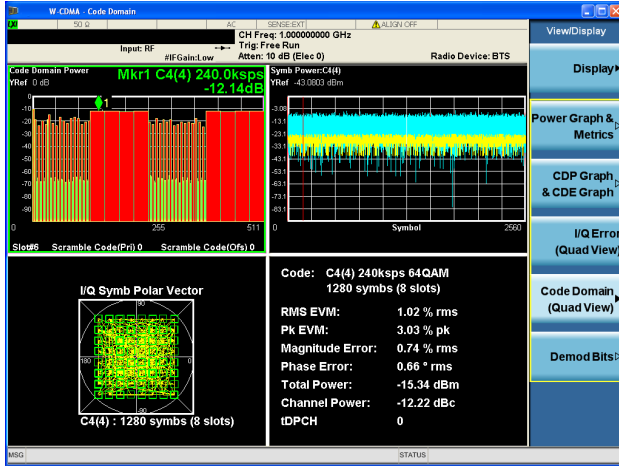 W-CDMA - Code Domain
50 Ω AC SENSE:EXT ALIGN OFF
CH Freq: 1.000000000 GHz
Input: RF Trig: Free Run
#IFGain:Low Atten: 10 dB (Elec 0) Radio Device: BTS
View/Display
Display
Power Graph & Metrics
CDP Graph & CDE Graph
I/Q Error (Quad View)
Code Domain (Quad View)
Demod Bits
Code Domain Power
Mkr1 C4(4) 240.0ksps
YRef 0 dB
-12.14dB
1
0
-10
-20
-30
-40
-50
-60
-70
-80
-90
0 255 511
Slot#6 Scramble Code(Pri) 0 Scramble Code(Ofs) 0
Symb Power:C4(4)
YRef -43.0803 dBm
-3.08
-13.1
-23.1
-33.1
-43.1
-53.1
-63.1
-73.1
-83.1
0 Symbol 2560
I/Q Symb Polar Vector
90
180 0
-90
C4(4) : 1280 symbs (8 slots)
Code: C4(4) 240ksps 64QAM
1280 symbs (8 slots)
RMS EVM: 1.02 % rms
Pk EVM: 3.03 % pk
Magnitude Error: 0.74 % rms
Phase Error: 0.66 ° rms
Total Power: -15.34 dBm
Channel Power: -12.22 dBc
tDPCH 0
MSG STATUS